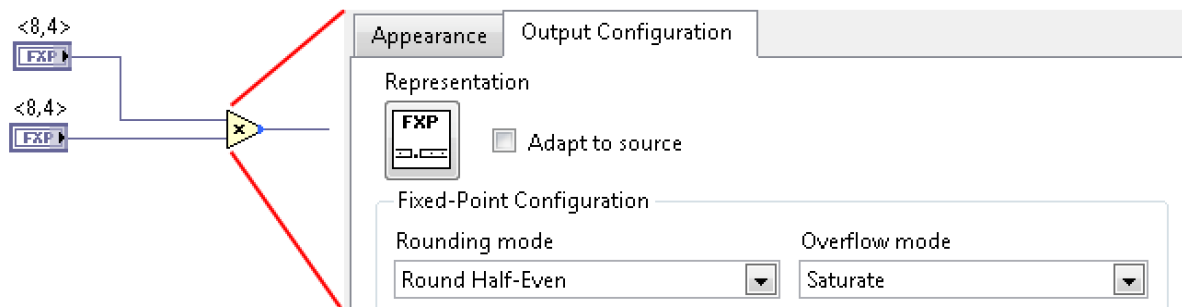 <8,4>
FXP
<8,4>
FXP
x
Appearance
Output Configuration
Representation
FXP
Adapt to source
Fixed-Point Configuration
Rounding mode
Overflow mode
Round Half-Even
Saturate